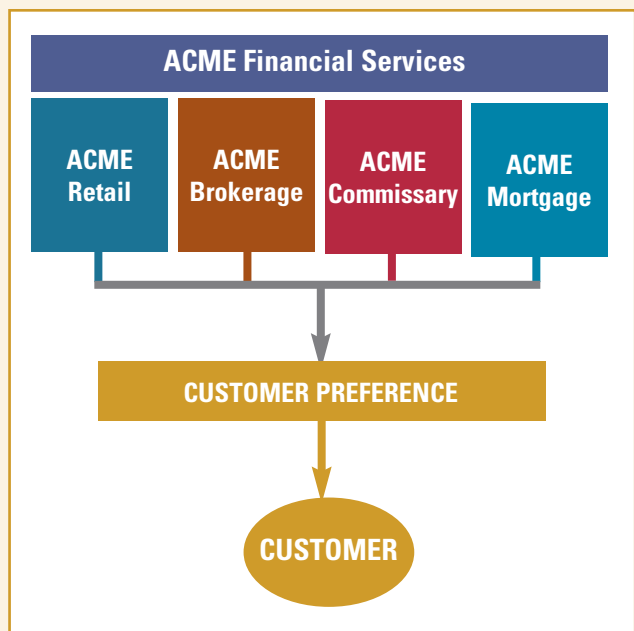 ACME Financial Services
ACME
Retail
ACME
Brokerage
ACME
Commissary
ACME
Mortgage
CUSTOMER PREFERENCE
CUSTOMER